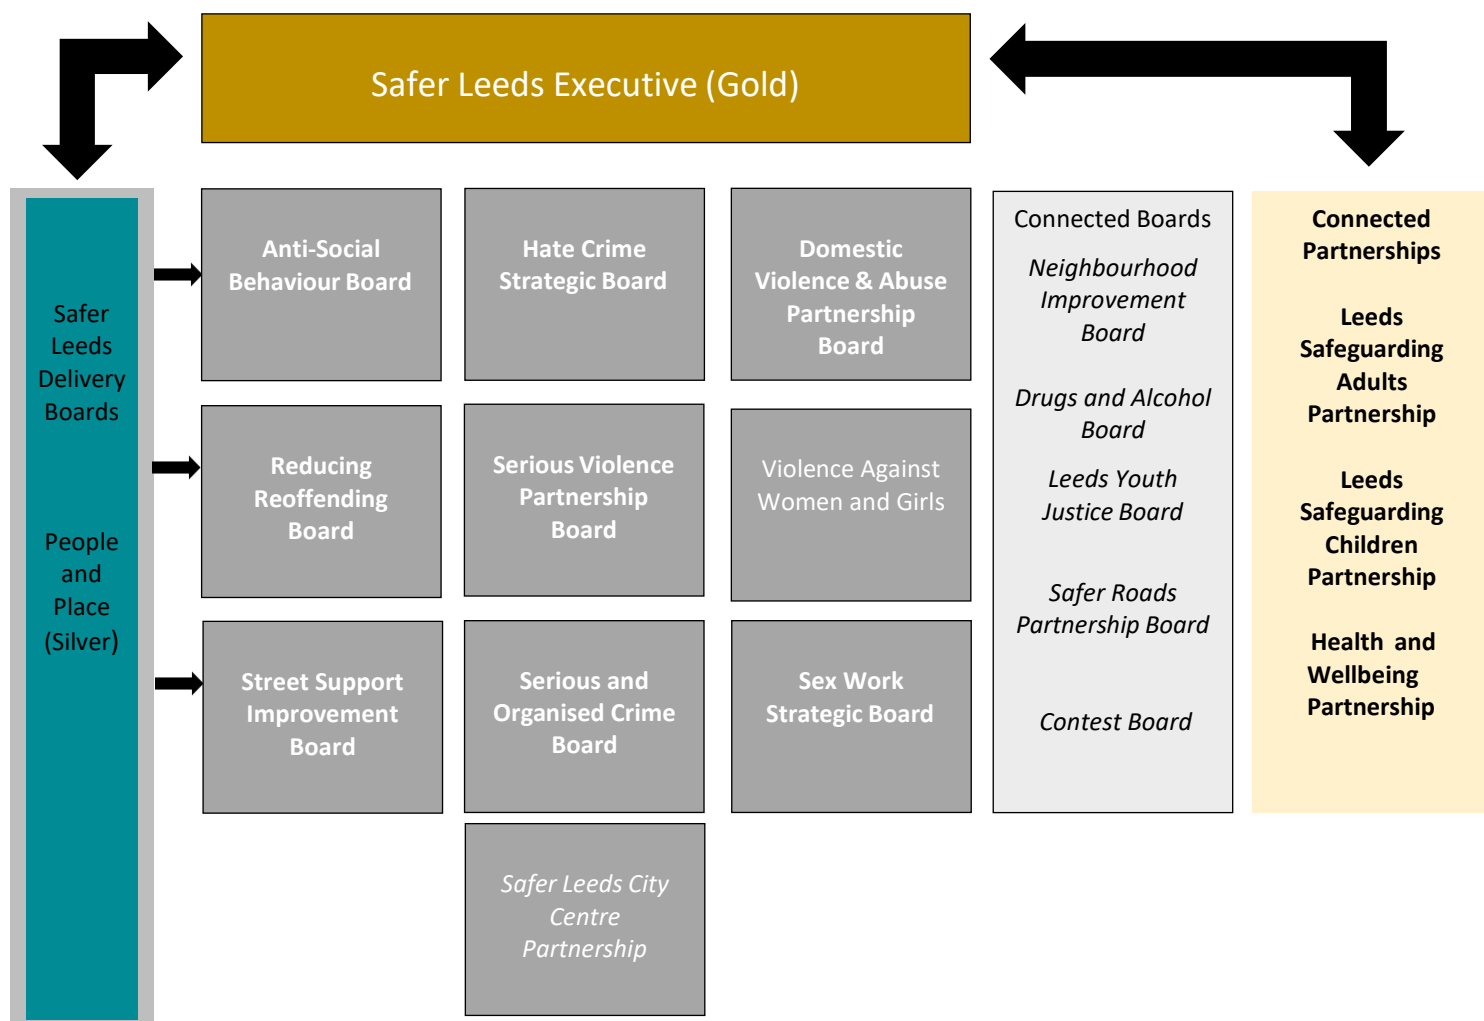 Safer Leeds Executive (Gold)
Safer
Leeds
Delivery
Boards
People
and
Place
(Silver)
Anti-Social
Behaviour Board
Hate Crime
Strategic Board
Domestic
Violence & Abuse
Partnership
Board
Reducing
Reoffending
Board
Serious Violence
Partnership
Board
Violence Against
Women and Girls
Street Support
Improvement
Board
Serious and
Organised Crime
Board
Sex Work
Strategic Board
Safer Leeds City
Centre
Partnership
Connected Boards
Neighbourhood
Improvement
Board
Drugs and Alcohol
Board
Leeds Youth
Justice Board
Safer Roads
Partnership Board
Contest Board
Connected
Partnerships
Leeds
Safeguarding
Adults
Partnership
Leeds
Safeguarding
Children
Partnership
Health and
Wellbeing
Partnership